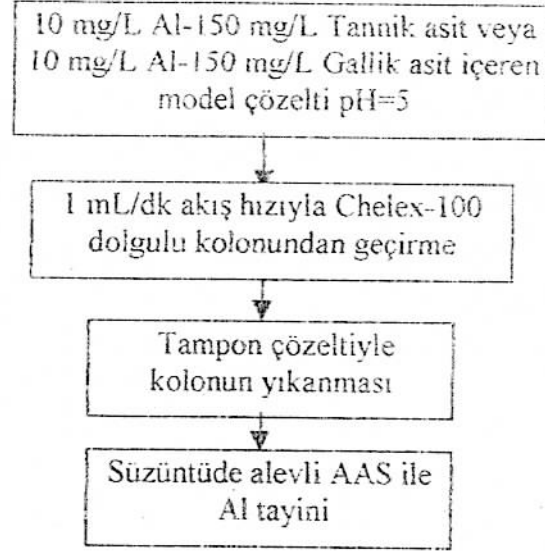 10 mg/L Al-150 mg/L Tannik asit veya
10 mg/L Al-150 mg/L Gallik asit içeren
model çözelti pH=5
1 mL/dk akış hızıyla Chelex-100
dolgulu kolonundan geçirme
Tampon çözeltiyle
kolonun yıkanması
Süzüntüde alevli AAS ile
Al tayini